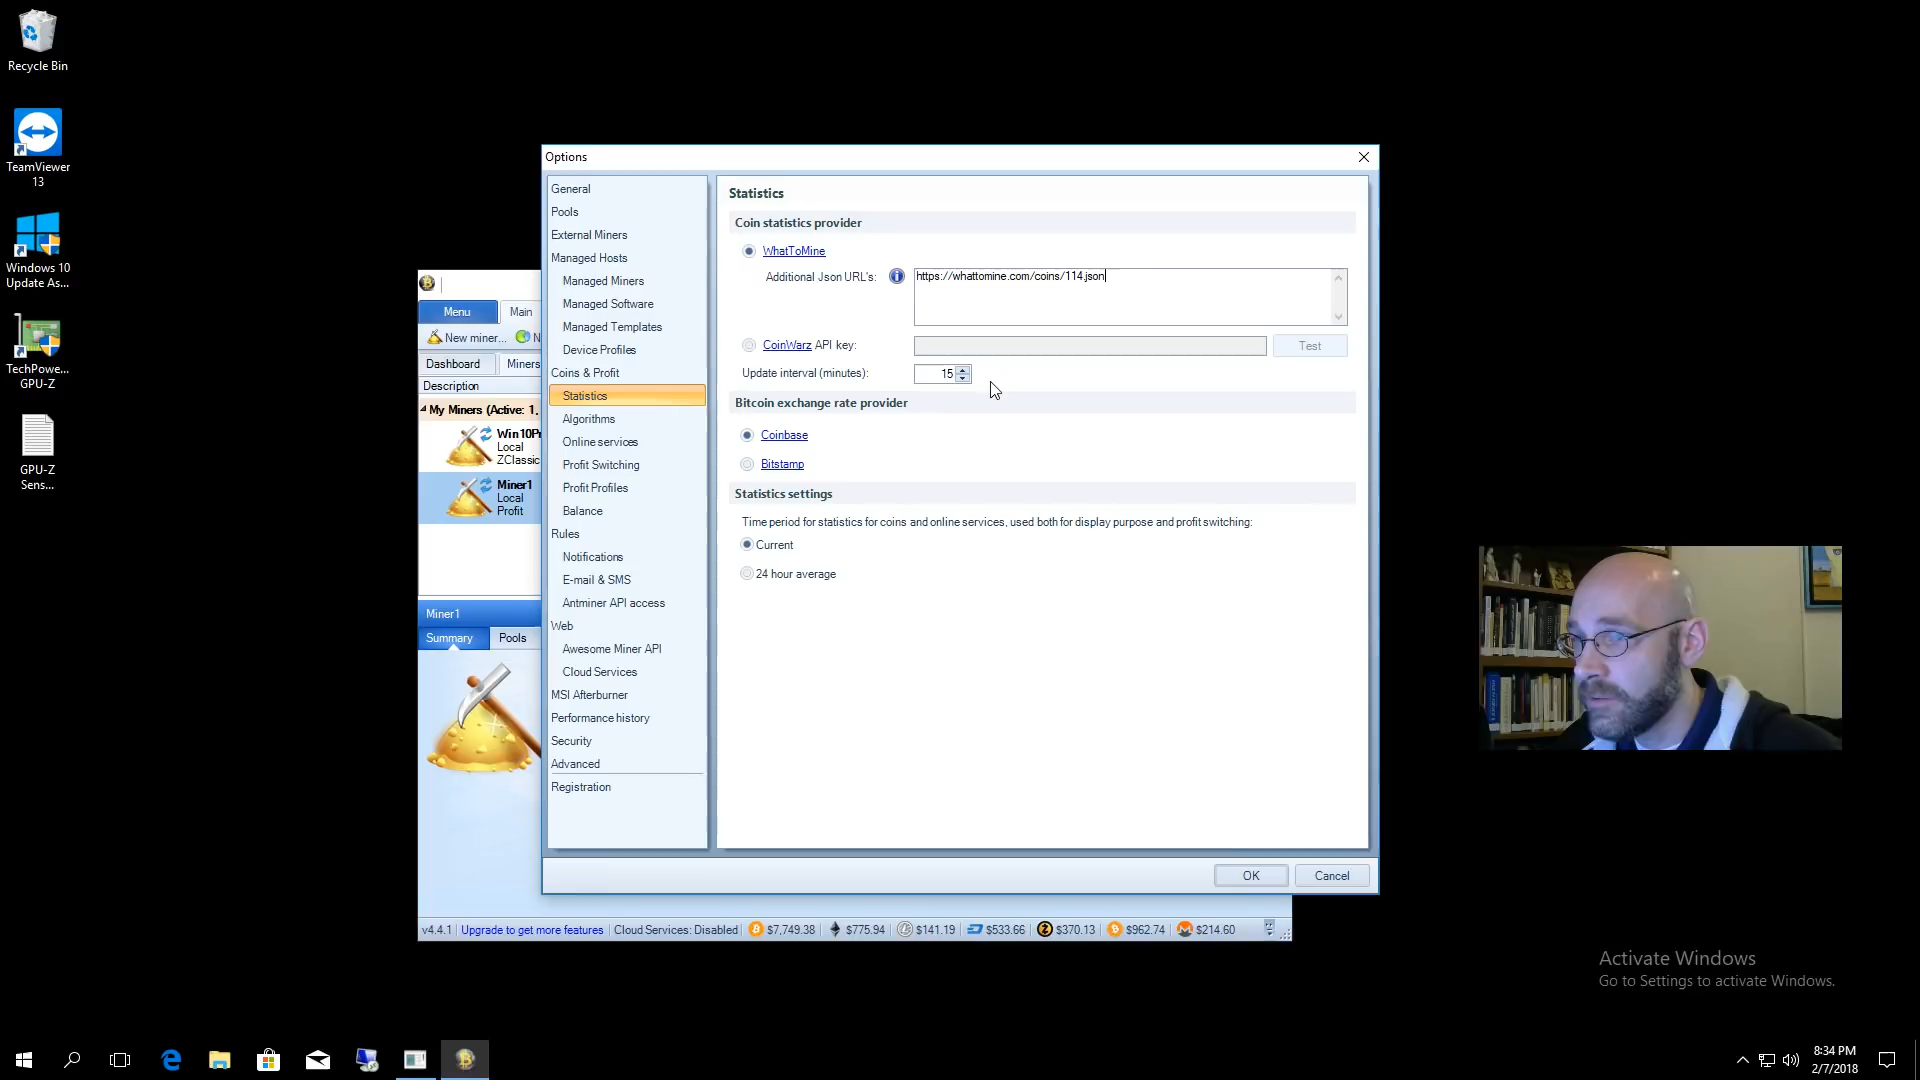 Recycle Bin
TeamViewer
13
Windows 10
Update As...
TechPowe...
GPU-Z
GPU-Z
Sens...
Menu
Main
New miner...
N
Dashboard
Miners
Description
My Miners (Active: 1,
Win10Pr
Local
ZClassic
Miner1
Local
Profit
Miner1
Summary
Pools
Options
General
Pools
External Miners
Managed Hosts
Managed Miners
Managed Software
Managed Templates
Device Profiles
Coins & Profit
Statistics
Algorithms
Online services
Profit Switching
Profit Profiles
Balance
Rules
Notifications
E-mail & SMS
Antminer API access
Web
Awesome Miner API
Cloud Services
MSI Afterburner
Performance history
Security
Advanced
Registration
Statistics
Coin statistics provider
WhatToMine
Additional Json URL's:
https://whattomine.com/coins/114.json
CoinWarz API key:
Test
Update interval (minutes):
15
Bitcoin exchange rate provider
Coinbase
Bitstamp
Statistics settings
Time period for statistics for coins and online services, used both for display purpose and profit switching:
Current
24 hour average
OK
Cancel
v4.4.1 Upgrade to get more features Cloud Services: Disabled $7,749.38 $775.94 $141.19 $533.66 $370.13 $962.74 $214.60
Activate Windows
Go to Settings to activate Windows.
8:34 PM
2/7/2018